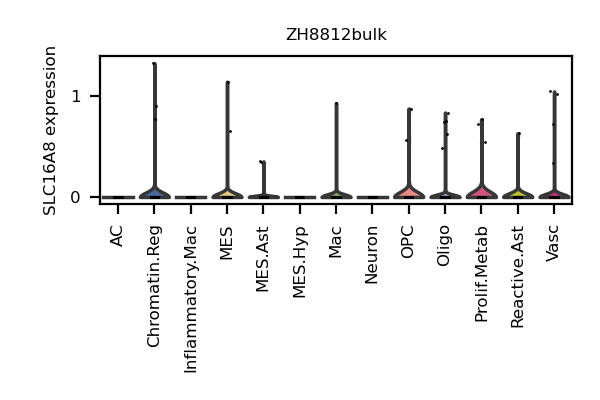 ZH8812bulk
SLC16A8 expression
1
0
AC
Chromatin.Reg
Inflammatory.Mac
MES
MES.Ast
MES.Hyp
Mac
Neuron
OPC
Oligo
Prolif.Metab
Reactive.Ast
Vasc